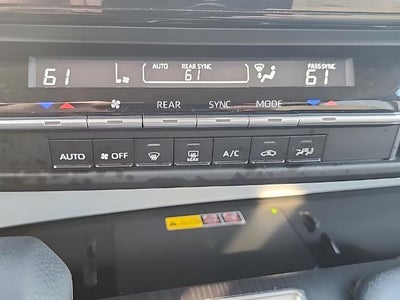 61 AUTO REAR SYNC 61 PASS SYNC 61
REAR SYNC MODE
AUTO OFF REAR A/C